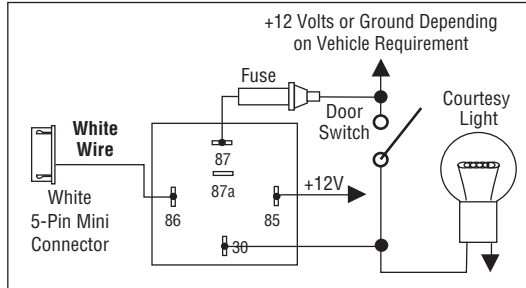 +12 Volts or Ground Depending
on Vehicle Requirement
Fuse
Courtesy
Light
Door
Switch
White
Wire
87
87a
+12V
White
5-Pin Mini
Connector
86
85
30